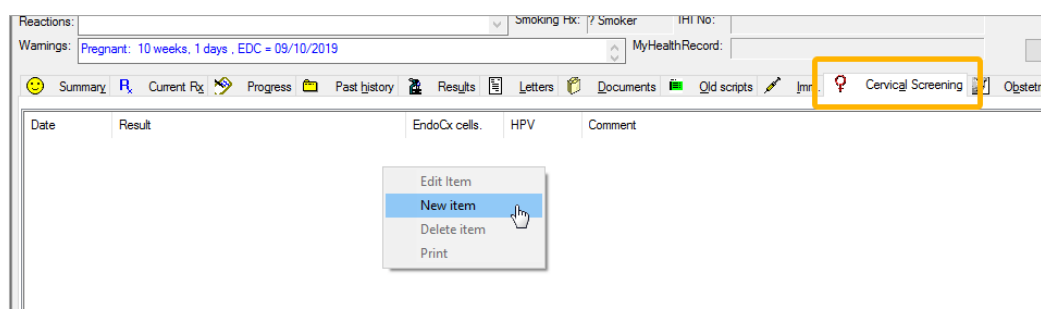 Reactions: Smoking Hx: ? Smoker IHI No:
Warnings: Pregnant: 10 weeks, 1 days , EDC = 09/10/2019 MyHealthRecord:
Summary Rx Current Rx Progress Past history Results Letters Documents Old scripts Imm. Cervical Screening Obstetr
Date Result EndoCx cells. HPV Comment
Edit Item
New item
Delete item
Print